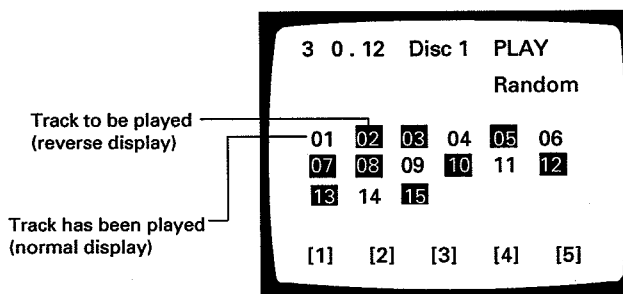 3 0.12 Disc 1 PLAY
Random
Track to be played
(reverse display)
01 02 03 04 05 06
07 08 09 10 11 12
13 14 15
Track has been played
(normal display)
[1] [2] [3] [4] [5]